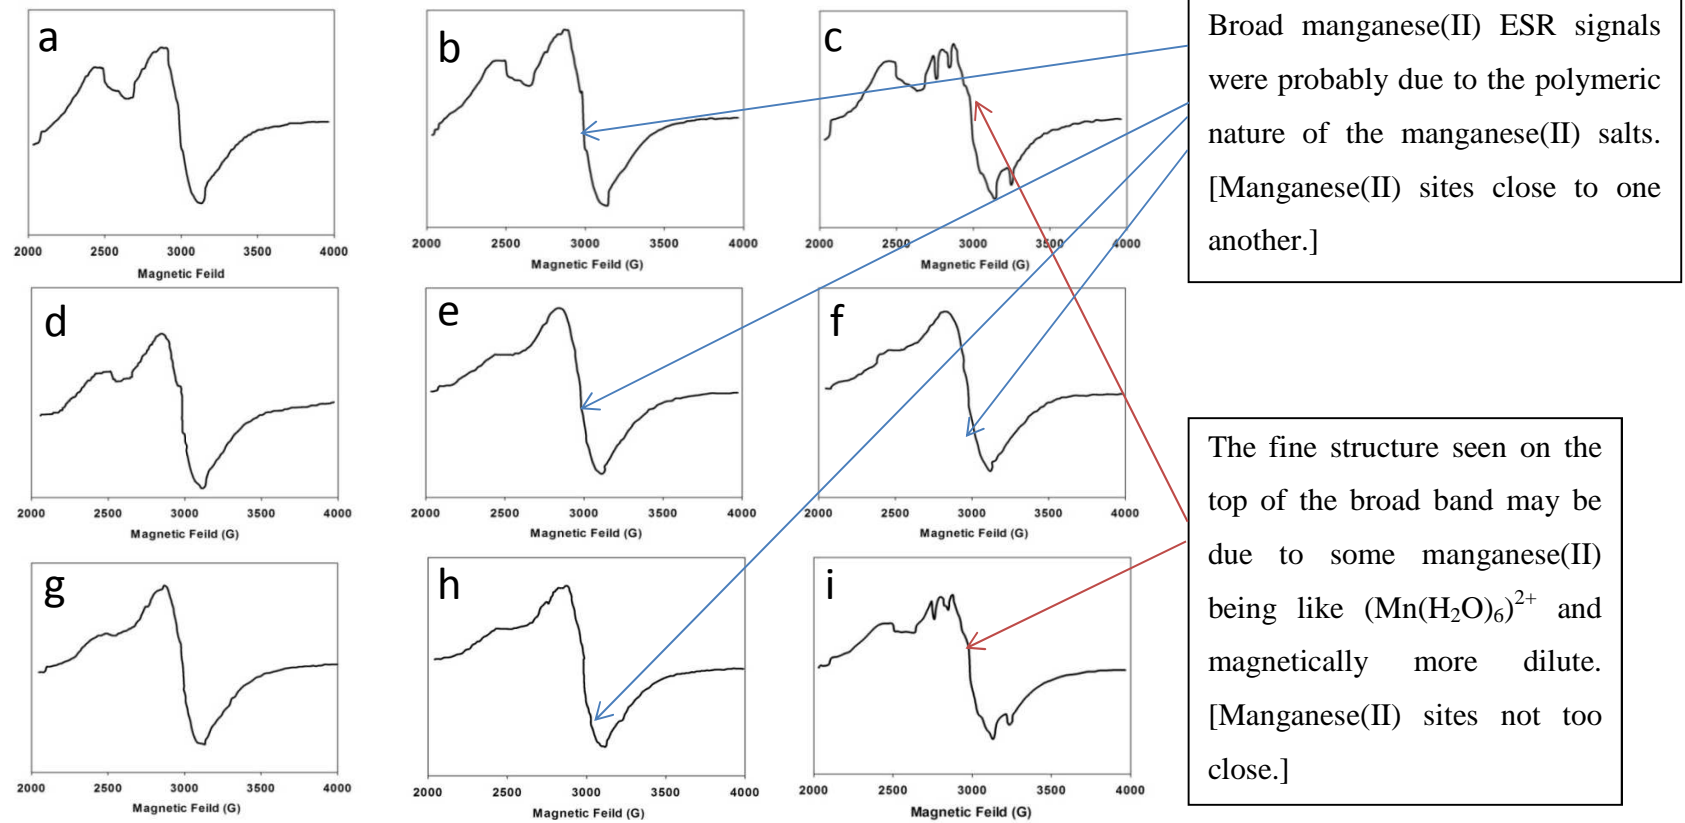 a
2000 2500 3000 3500 4000
Magnetic Feild
b
2000 2500 3000 3500 4000
Magnetic Feild (G)
c
2000 2500 3000 3500 4000
Magnetic Feild (G)
Broad manganese(II) ESR signals
were probably due to the polymeric
nature of the manganese(II) salts.
[Manganese(II) sites close to one
another.]
d
2000 2500 3000 3500 4000
Magnetic Feild (G)
e
2000 2500 3000 3500 4000
Magnetic Feild (G)
f
2000 2500 3000 3500 4000
Magnetic Feild (G)
g
2000 2500 3000 3500 4000
Magnetic Feild (G)
h
2000 2500 3000 3500 4000
Magnetic Feild (G)
i
2000 2500 3000 3500 4000
Magnetic Feild (G)
The fine structure seen on the
top of the broad band may be
due to some manganese(II)
being like (Mn(H₂O)₆)²⁺ and
magnetically more dilute.
[Manganese(II) sites not too
close.]